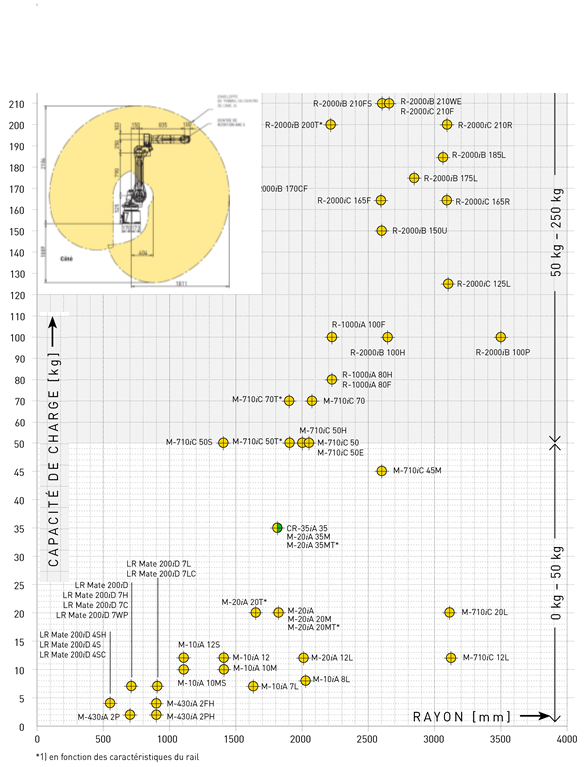 R-2000iB 210FS
R-2000iB 210WE
R-2000iC 210F
R-2000iB 200T*
R-2000iC 210R
R-2000iB 185L
R-2000iB 175L
000iB 170CF
R-2000iC 165F
R-2000iC 165R
R-2000iB 150U
R-2000iC 125L
R-1000iA 100F
R-2000iB 100H
R-2000iB 100P
R-1000iA 80H
R-1000iA 80F
M-710iC 70T*
M-710iC 70
M-710iC 50H
M-710iC 50S
M-710iC 50T*
M-710iC 50
M-710iC 50E
M-710iC 45M
CR-35iA 35
M-20iA 35M
M-20iA 35MT*
LR Mate 200iD 7L
LR Mate 200iD 7LC
LR Mate 200iD
LR Mate 200iD 7H
LR Mate 200iD 7C
LR Mate 200iD 7WP
LR Mate 200iD 4SH
LR Mate 200iD 4S
LR Mate 200iD 4SC
M-20iA 20T*
M-20iA
M-20iA 20M
M-20iA 20MT*
M-710iC 20L
M-10iA 12S
M-10iA 12
M-10iA 10M
M-20iA 12L
M-710iC 12L
M-10iA 10MS
M-10iA 7L
M-10iA 8L
M-430iA 2FH
M-430iA 2P
M-430iA 2PH
Côté
1811
CAPACITÉ DE CHARGE [kg]
50 kg – 250 kg
0 kg – 50 kg
210
200
190
180
170
160
150
140
130
120
110
100
90
80
70
60
50
45
40
35
30
25
20
15
10
5
0
RAYON [mm]
0 500 1000 1500 2000 2500 3000 3500 4000
*1) en fonction des caractéristiques du rail